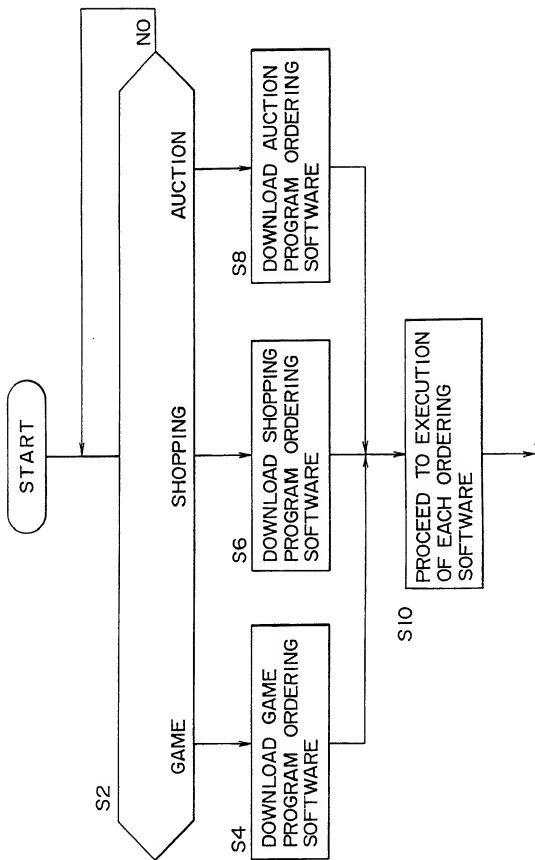 START
S2
NO
GAME
SHOPPING
AUCTION
S4
DOWNLOAD GAME
PROGRAM ORDERING
SOFTWARE
S6
DOWNLOAD SHOPPING
PROGRAM ORDERING
SOFTWARE
S8
DOWNLOAD AUCTION
PROGRAM ORDERING
SOFTWARE
S10
PROCEED TO EXECUTION
OF EACH ORDERING
SOFTWARE